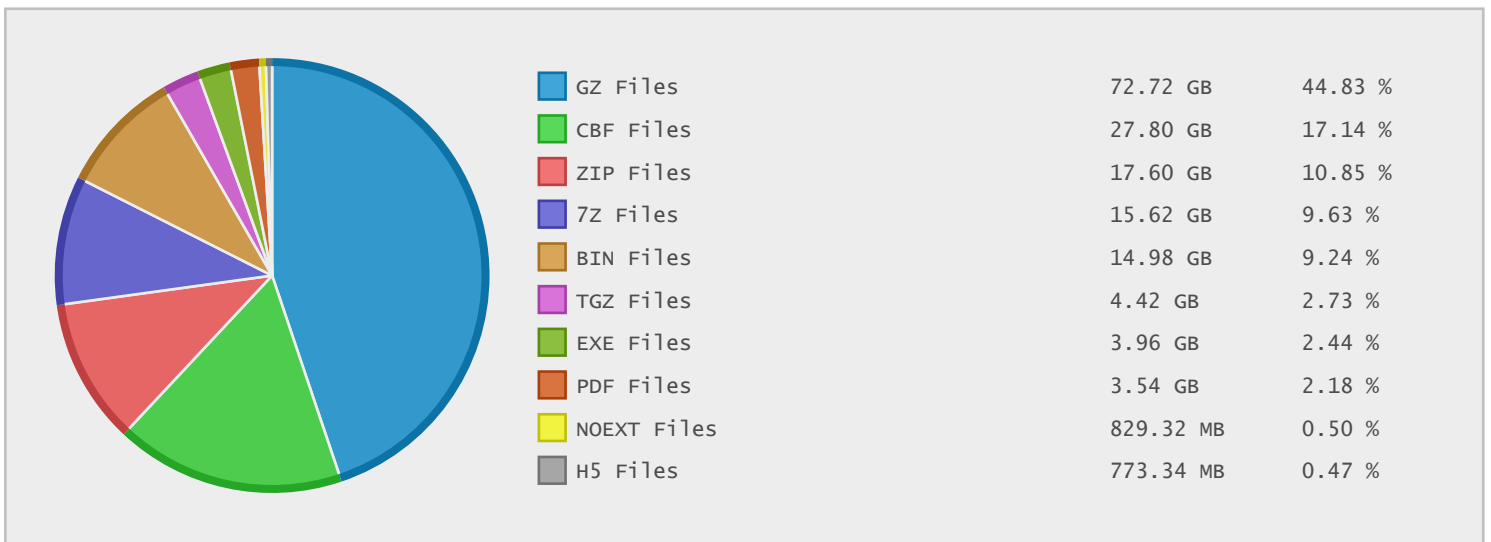 GZ Files 72.72 GB 44.83 %
CBF Files 27.80 GB 17.14 %
ZIP Files 17.60 GB 10.85 %
7Z Files 15.62 GB 9.63 %
BIN Files 14.98 GB 9.24 %
TGZ Files 4.42 GB 2.73 %
EXE Files 3.96 GB 2.44 %
PDF Files 3.54 GB 2.18 %
NOEXT Files 829.32 MB 0.50 %
H5 Files 773.34 MB 0.47 %